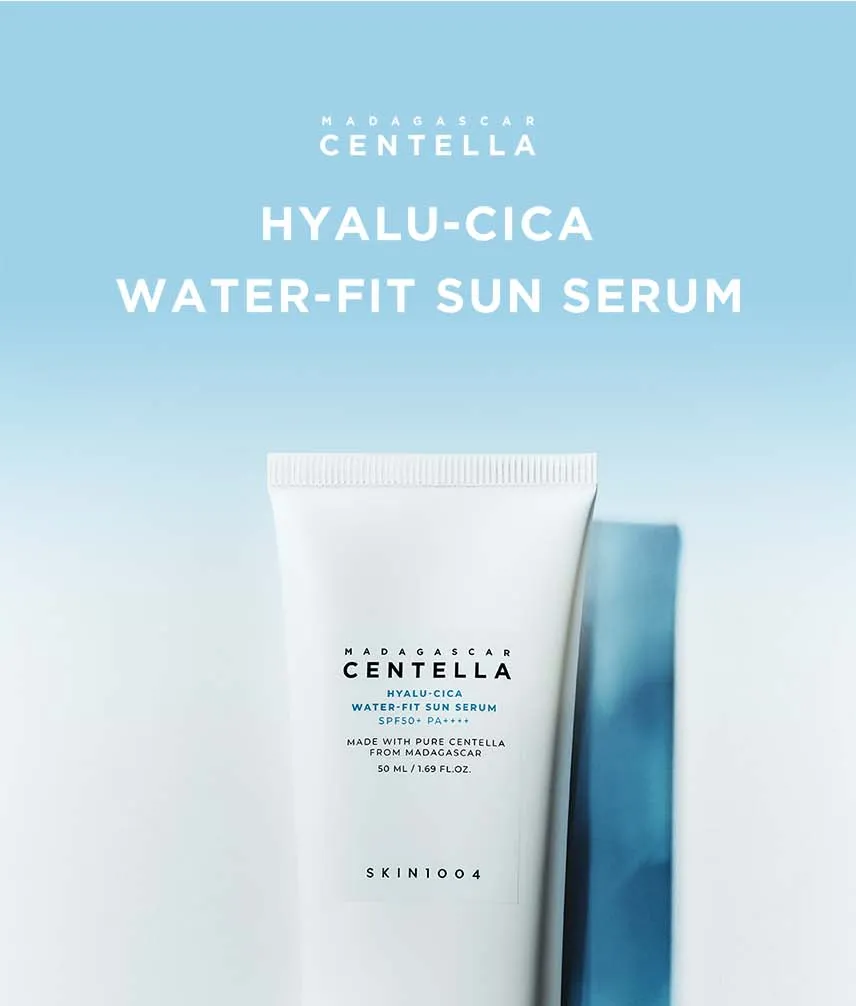 MADAGASCAR
CENTELLA
HYALU-CICA
WATER-FIT SUN SERUM
MADAGASCAR
CENTELLA
HYALU-CICA
WATER-FIT SUN SERUM
SPF50+ PA++++
MADE WITH PURE CENTELLA
FROM MADAGASCAR
50 ML / 1.69 FL.OZ.
SKIN1004